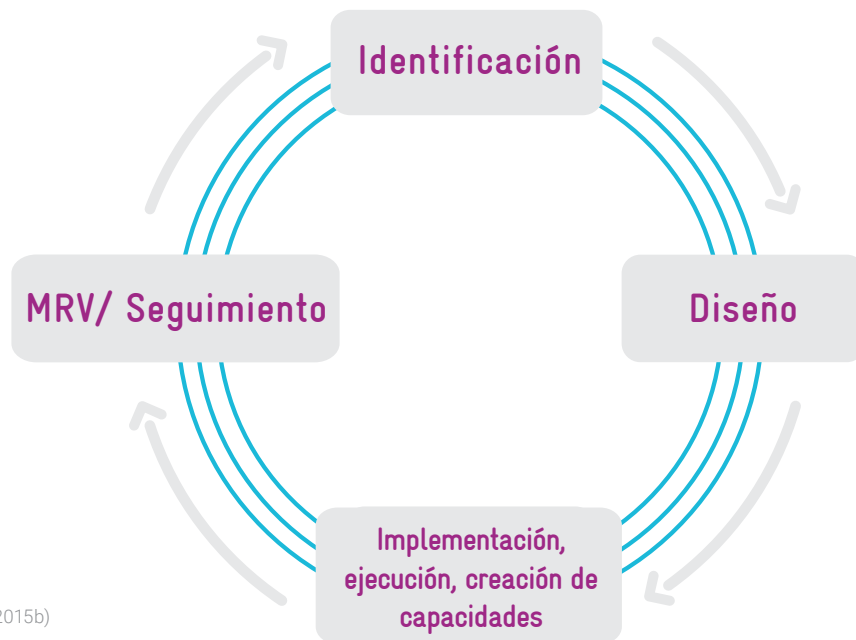 Identificación
MRV/ Seguimiento
Diseño
Implementación,
ejecución, creación de
capacidades
2015b)